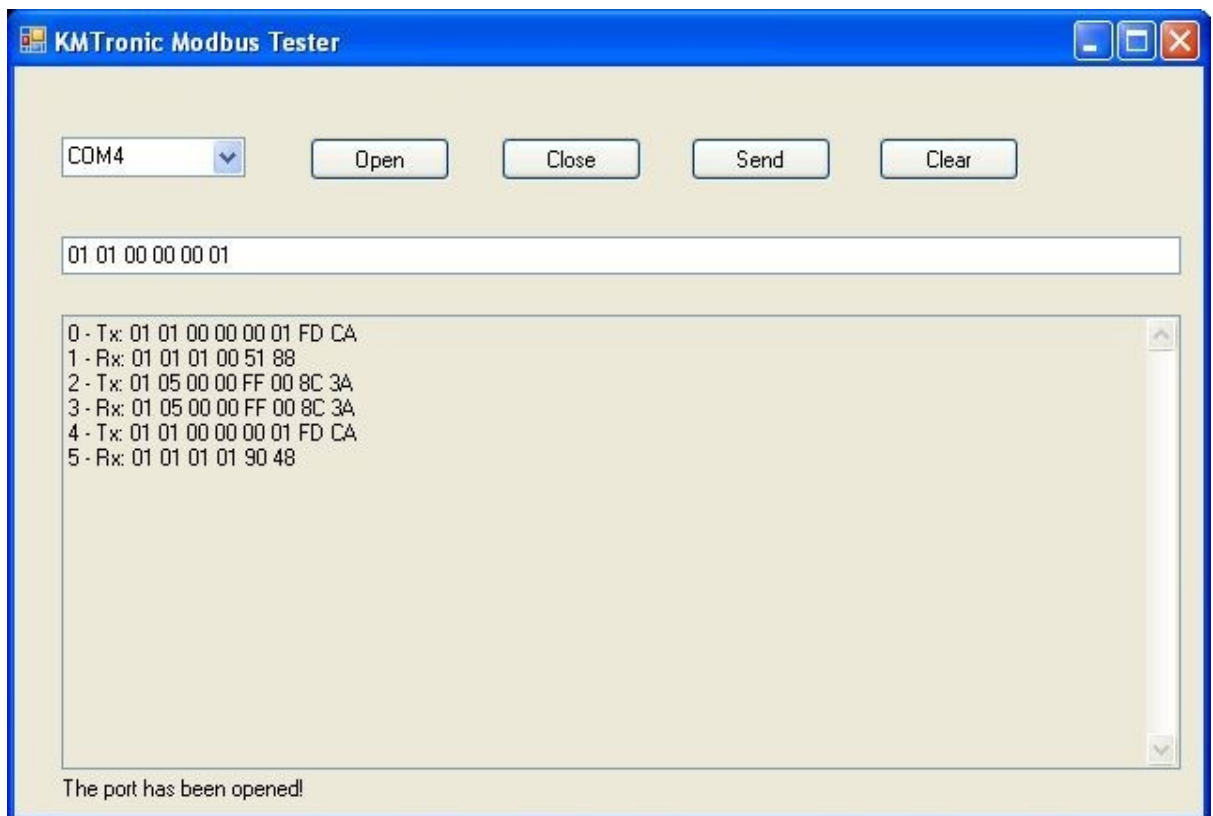 KMTronic Modbus Tester
COM4 Open Close Send Clear
01 01 00 00 00 01
0 - Tx: 01 01 00 00 00 01 FD CA
1 - Rx: 01 01 01 00 51 88
2 - Tx: 01 05 00 00 FF 00 8C 3A
3 - Rx: 01 05 00 00 FF 00 8C 3A
4 - Tx: 01 01 00 00 00 01 FD CA
5 - Rx: 01 01 01 01 90 48
The port has been opened!